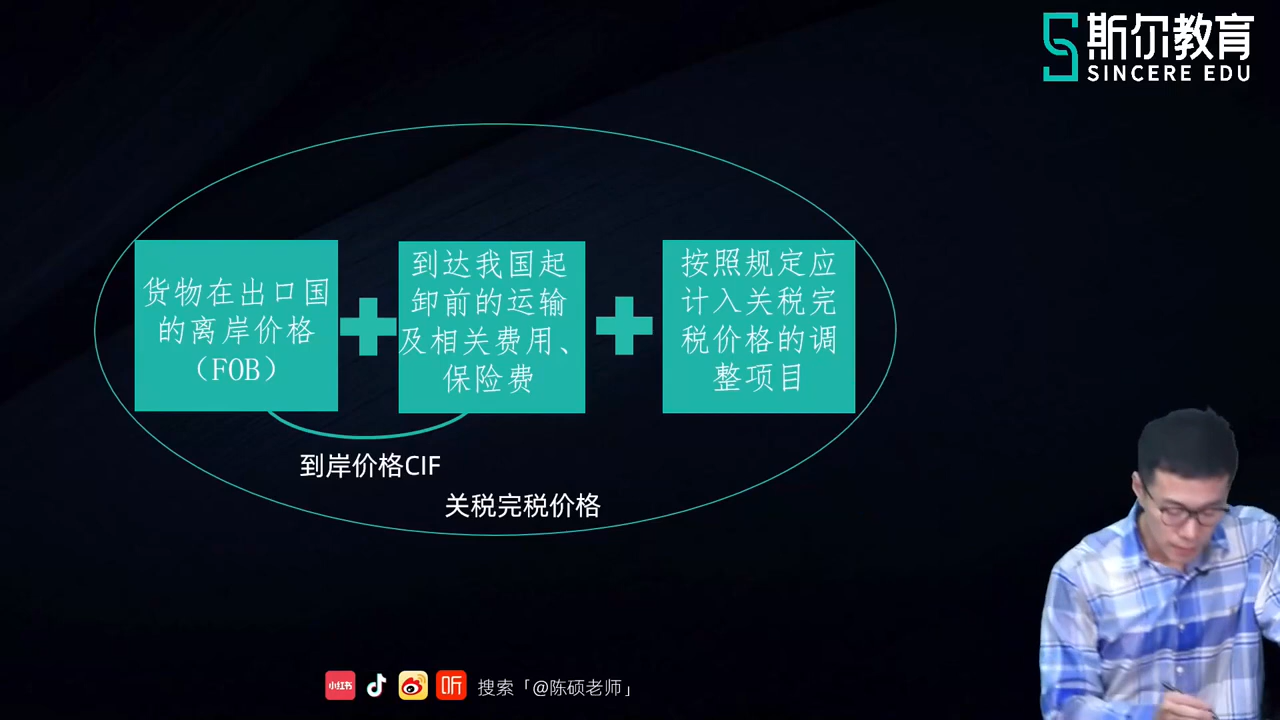 斯尔教育
SINCERE EDU
货物在出口国
的离岸价格
（FOB）
到达我国起
卸前的运输
及相关费用、
保险费
按照规定应
计入关税完
税价格的调
整项目
到岸价格CIF
关税完税价格
小红书
听
搜索「@陈硕老师」